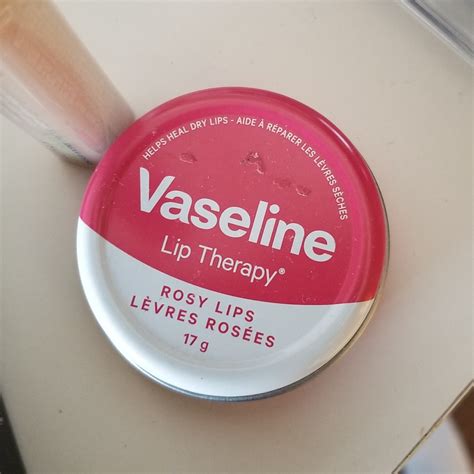 HELPS HEAL DRY LIPS - AIDE À RÉPARER LES LÈVRES SÈCHES
Vaseline
Lip Therapy®
ROSY LIPS
LÈVRES ROSÉES
17 g